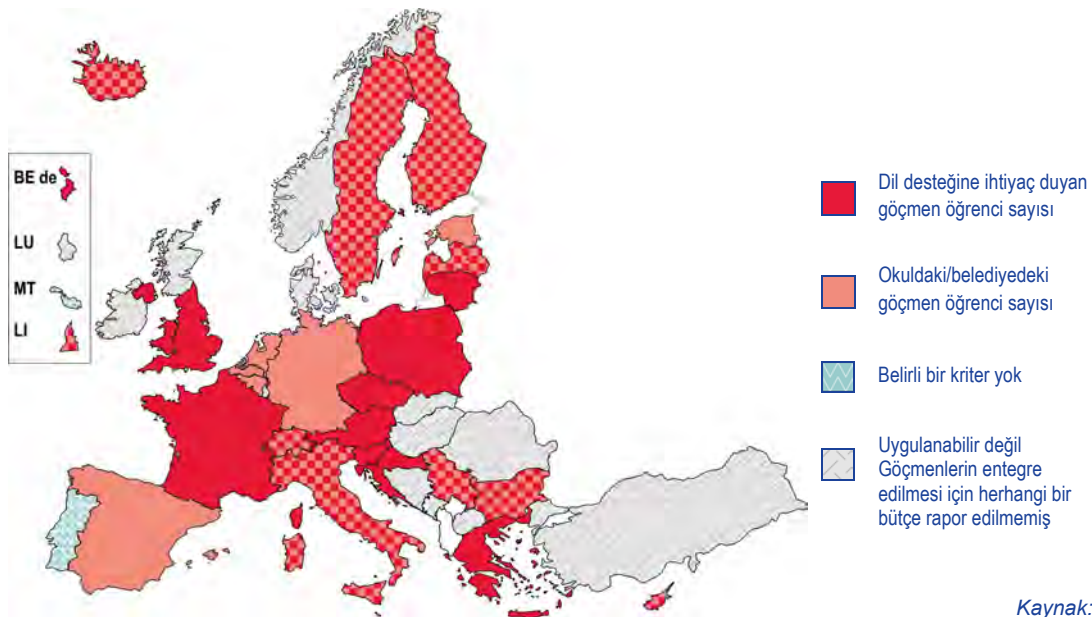 BE de
LU
MT
LI
Dil desteğine ihtiyaç duyan
göçmen öğrenci sayısı
Okuldaki/belediyedeki
göçmen öğrenci sayısı
Belirli bir kriter yok
Uygulanabilir değil
Göçmenlerin entegre
edilmesi için herhangi bir
bütçe rapor edilmemiş
Kaynak: